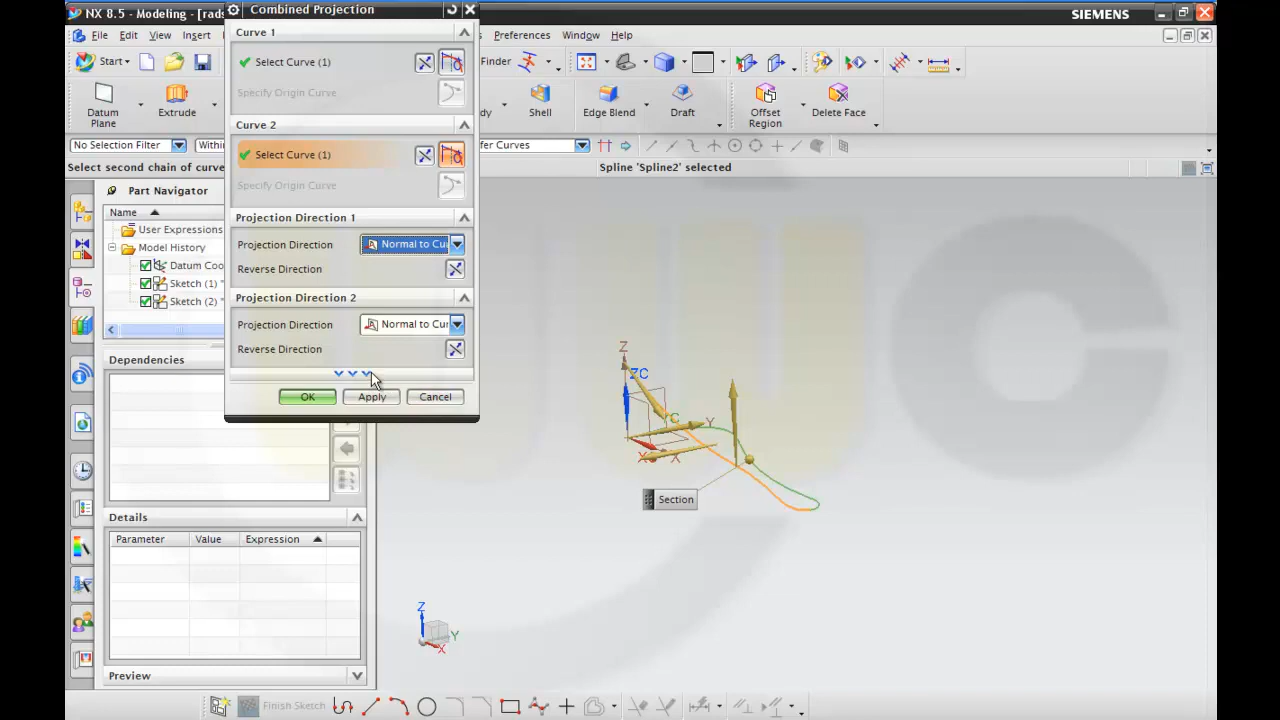 NX 8.5 - Modeling - [rads
SIEMENS
Combined Projection
File Edit View Insert
Preferences Window Help
Curve 1
Select Curve (1)
Specify Origin Curve
Start
Finder
Datum
Plane
Extrude
Shell
Edge Blend
Draft
Offset
Region
Delete Face
Curve 2
No Selection Filter
Within
fer Curves
Select Curve (1)
Select second chain of curve
Spline 'Spline2' selected
Specify Origin Curve
Part Navigator
Name
Projection Direction 1
User Expressions
Projection Direction
Normal to Cu
Model History
Datum Coo
Reverse Direction
Sketch (1) "
Sketch (2) "
Projection Direction 2
Projection Direction
Normal to Cur
Reverse Direction
Dependencies
OK Apply Cancel
Z
ZC
C
Y
X X
Section
Details
Parameter Value Expression
Z
Y
X
Preview
Finish Sketch